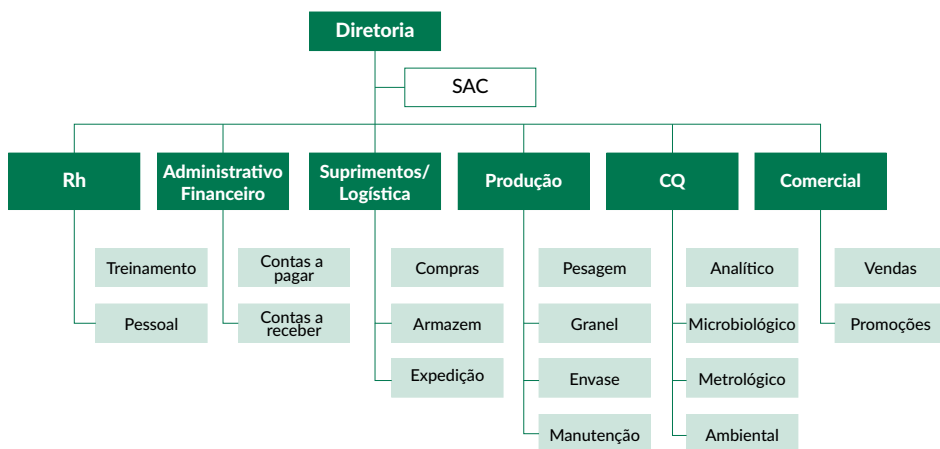 Diretoria
SAC
Rh
Administrativo
Financeiro
Suprimentos/
Logística
Produção
CQ
Comercial
Treinamento
Contas a
pagar
Compras
Pesagem
Analítico
Vendas
Pessoal
Contas a
receber
Armazem
Granel
Microbiológico
Promoções
Expedição
Envase
Metrológico
Manutenção
Ambiental